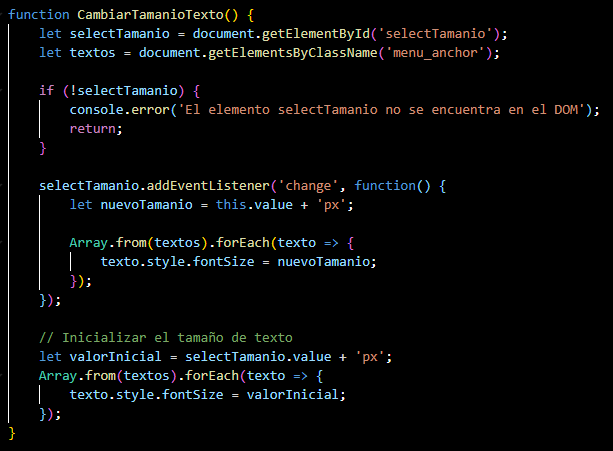 function CambiarTamanioTexto() {
let selectTamanio = document.getElementById('selectTamanio');
let textos = document.getElementsByClassName('menu_anchor');
if (!selectTamanio) {
console.error('El elemento selectTamanio no se encuentra en el DOM');
return;
}
selectTamanio.addEventListener('change', function() {
let nuevoTamanio = this.value + 'px';
Array.from(textos).forEach(texto => {
texto.style.fontSize = nuevoTamanio;
});
});
// Inicializar el tamaño de texto
let valorInicial = selectTamanio.value + 'px';
Array.from(textos).forEach(texto => {
texto.style.fontSize = valorInicial;
});
}